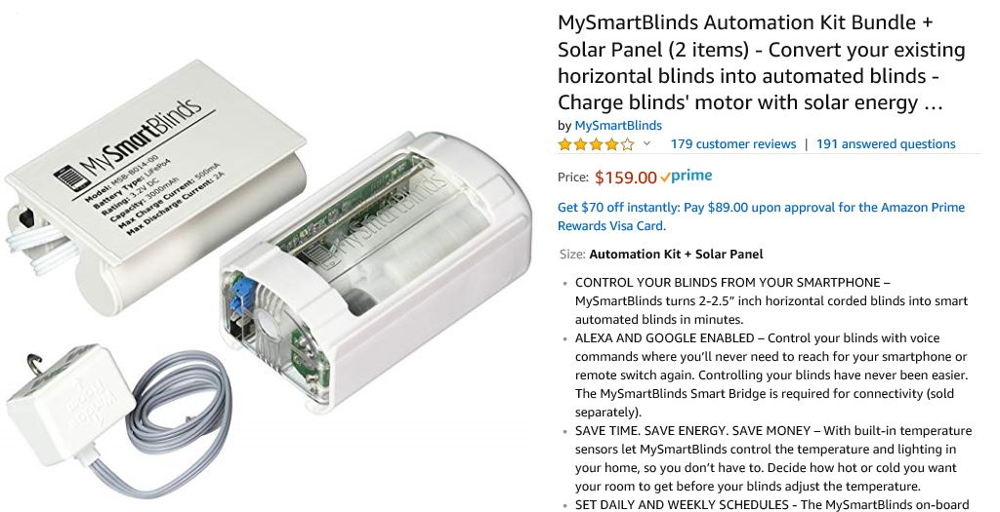 MySmartBlinds Automation Kit Bundle +
Solar Panel (2 items) - Convert your existing
horizontal blinds into automated blinds -
Charge blinds' motor with solar energy …
by MySmartBlinds
179 customer reviews | 191 answered questions
Price: $159.00 prime
Get $70 off instantly: Pay $89.00 upon approval for the Amazon Prime
Rewards Visa Card.
Size: Automation Kit + Solar Panel
• CONTROL YOUR BLINDS FROM YOUR SMARTPHONE –
MySmartBlinds turns 2-2.5” inch horizontal corded blinds into smart
automated blinds in minutes.
• ALEXA AND GOOGLE ENABLED – Control your blinds with voice
commands where you’ll never need to reach for your smartphone or
remote switch again. Controlling your blinds have never been easier.
The MySmartBlinds Smart Bridge is required for connectivity (sold
separately).
• SAVE TIME. SAVE ENERGY. SAVE MONEY – With built-in temperature
sensors let MySmartBlinds control the temperature and lighting in
your home, so you don’t have to. Decide how hot or cold you want
your room to get before your blinds adjust the temperature.
• SET DAILY AND WEEKLY SCHEDULES - The MySmartBlinds on-board
MySmartBlinds
Model: MSB-B014-00
Battery Type: LiFePo4
Rating: 3.2V DC
Capacity: 3000mAh
Max Charge Current: 500mA
Max Discharge Current: 2A
MySmartBlinds